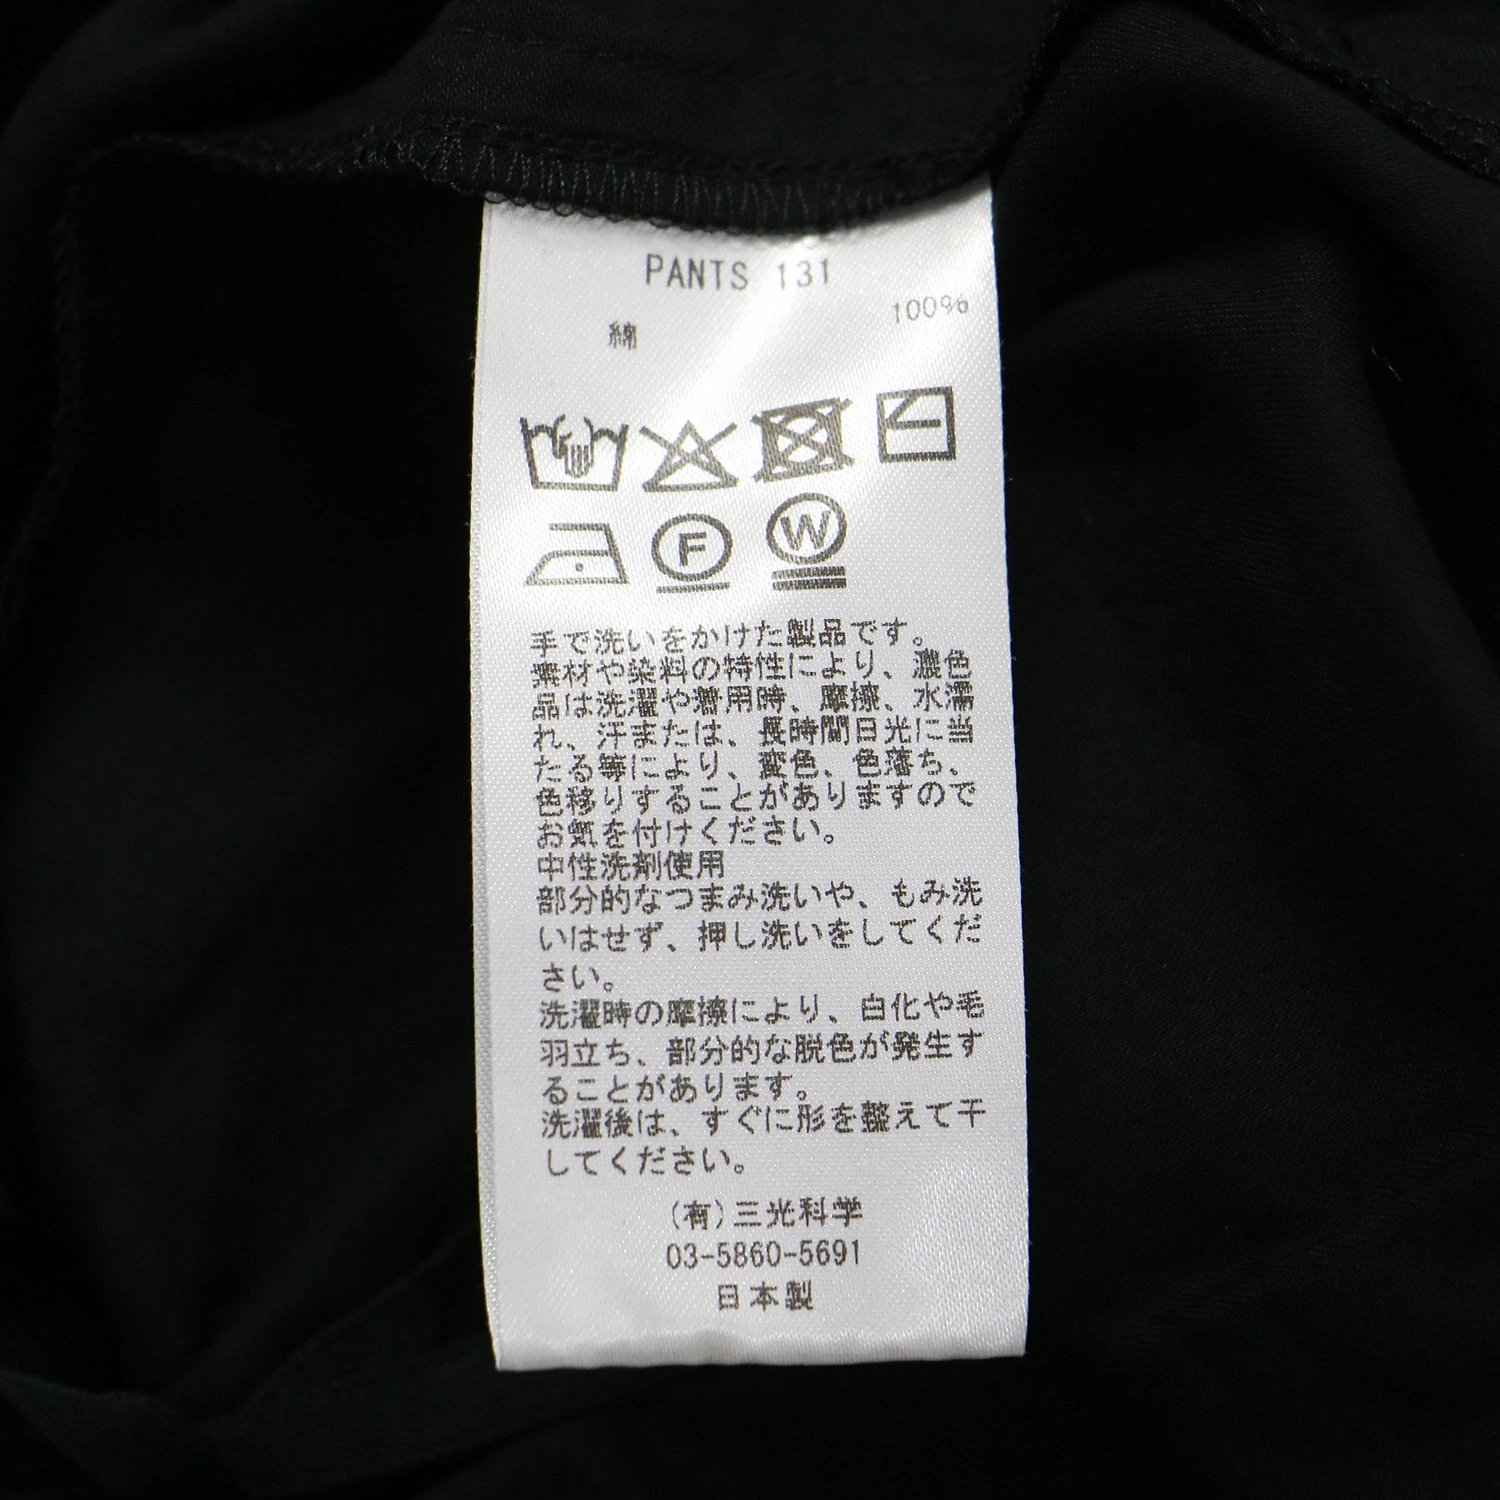 PANTS 131
綿 100%
F W
手で洗いをかけた製品です。
素材や染料の特性により、濃色
品は洗濯や着用時、摩擦、水濡
れ、汗または、長時間日光に当
たる等により、変色、色落ち、
色移りすることがありますので
お気を付けください。
中性洗剤使用
部分的なつまみ洗いや、もみ洗
いはせず、押し洗いをしてくだ
さい。
洗濯時の摩擦により、白化や毛
羽立ち、部分的な脱色が発生す
ることがあります。
洗濯後は、すぐに形を整えて干
してください。
(有)三光科学
03-5860-5691
日本製